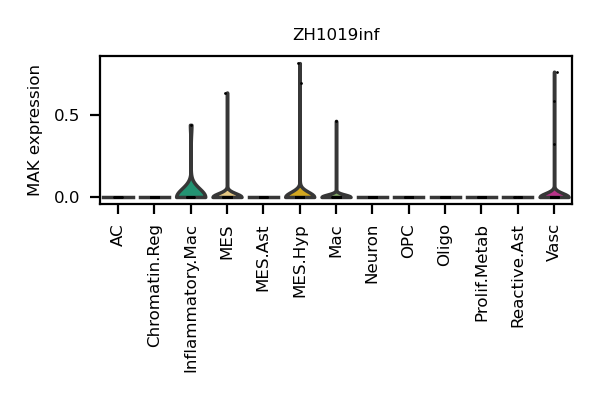 ZH1019inf
MAK expression
0.5
0.0
AC
Chromatin.Reg
Inflammatory.Mac
MES
MES.Ast
MES.Hyp
Mac
Neuron
OPC
Oligo
Prolif.Metab
Reactive.Ast
Vasc